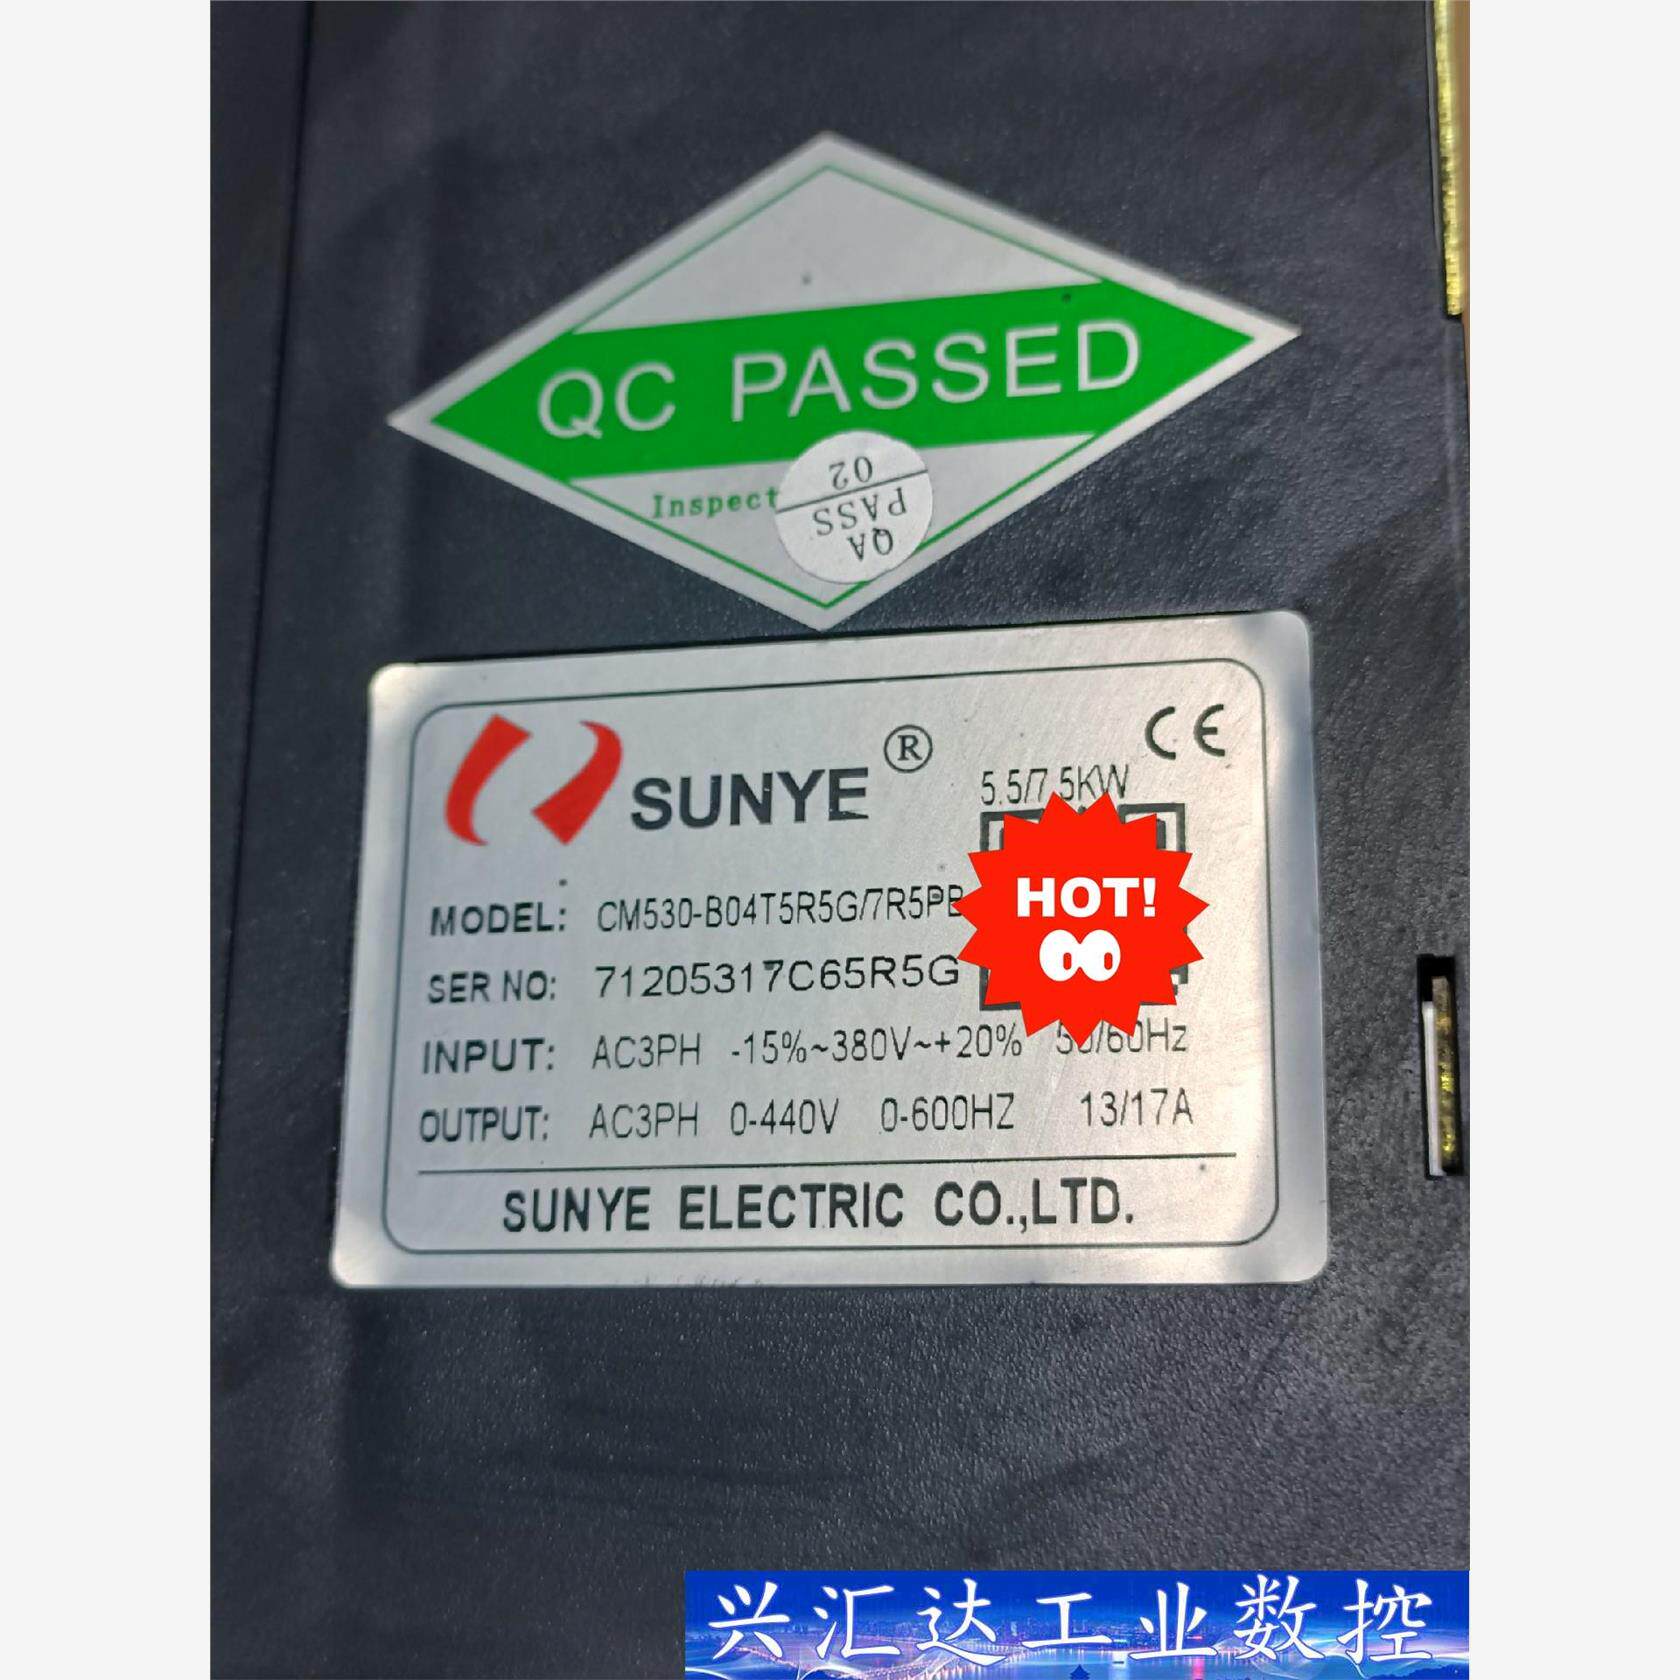 QC PASSED
Inspect
QA
PASS
02
SUNYE ®
CE
5.5/7.5KW
MODEL: CM530-B04T5R5G/7R5PB
HOT!
SER NO: 71205317C65R5G
INPUT: AC3PH -15%~380V~+20% 50/60Hz
OUTPUT: AC3PH 0-440V 0-600HZ 13/17A
SUNYE ELECTRIC CO.,LTD.
兴汇达工业数控